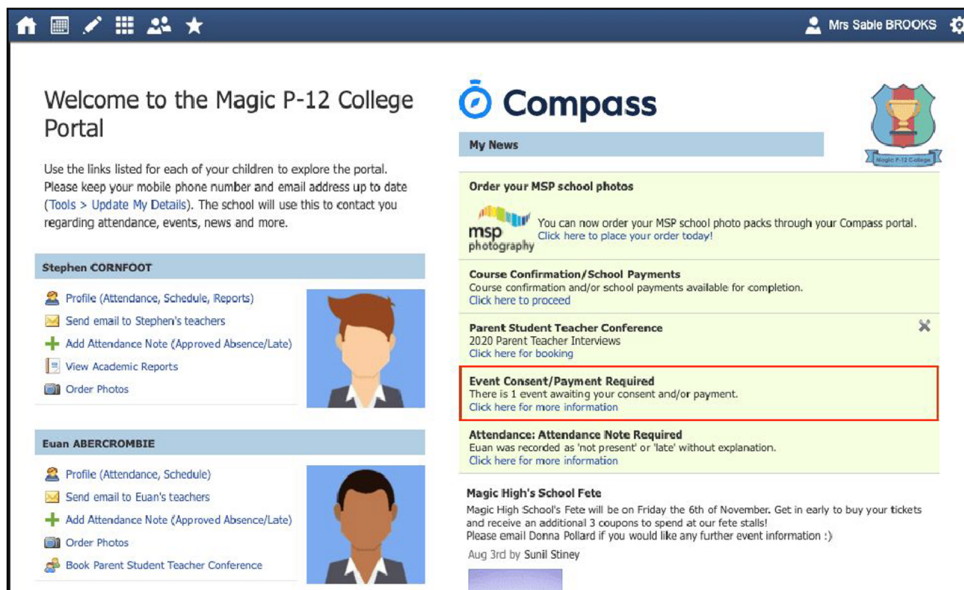 Mrs Sable BROOKS
Welcome to the Magic P-12 College
Portal
Use the links listed for each of your children to explore the portal.
Please keep your mobile phone number and email address up to date
(Tools > Update My Details). The school will use this to contact you
regarding attendance, events, news and more.
Stephen CORNFOOT
Profile (Attendance, Schedule, Reports)
Send email to Stephen's teachers
Add Attendance Note (Approved Absence/Late)
View Academic Reports
Order Photos
Euan ABERCROMBIE
Profile (Attendance, Schedule)
Send email to Euan's teachers
Add Attendance Note (Approved Absence/Late)
Order Photos
Book Parent Student Teacher Conference
Compass
Magic P-12 College
My News
Order your MSP school photos
msp
photography
You can now order your MSP school photo packs through your Compass portal.
Click here to place your order today!
Course Confirmation/School Payments
Course confirmation and/or school payments available for completion.
Click here to proceed
Parent Student Teacher Conference
2020 Parent Teacher Interviews
Click here for booking
Event Consent/Payment Required
There is 1 event awaiting your consent and/or payment.
Click here for more information
Attendance: Attendance Note Required
Euan was recorded as 'not present' or 'late' without explanation.
Click here for more information
Magic High's School Fete
Magic High School's Fete will be on Friday the 6th of November. Get in early to buy your tickets
and receive an additional 3 coupons to spend at our fete stalls!
Please email Donna Pollard if you would like any further event information :)
Aug 3rd by Sunil Stiney